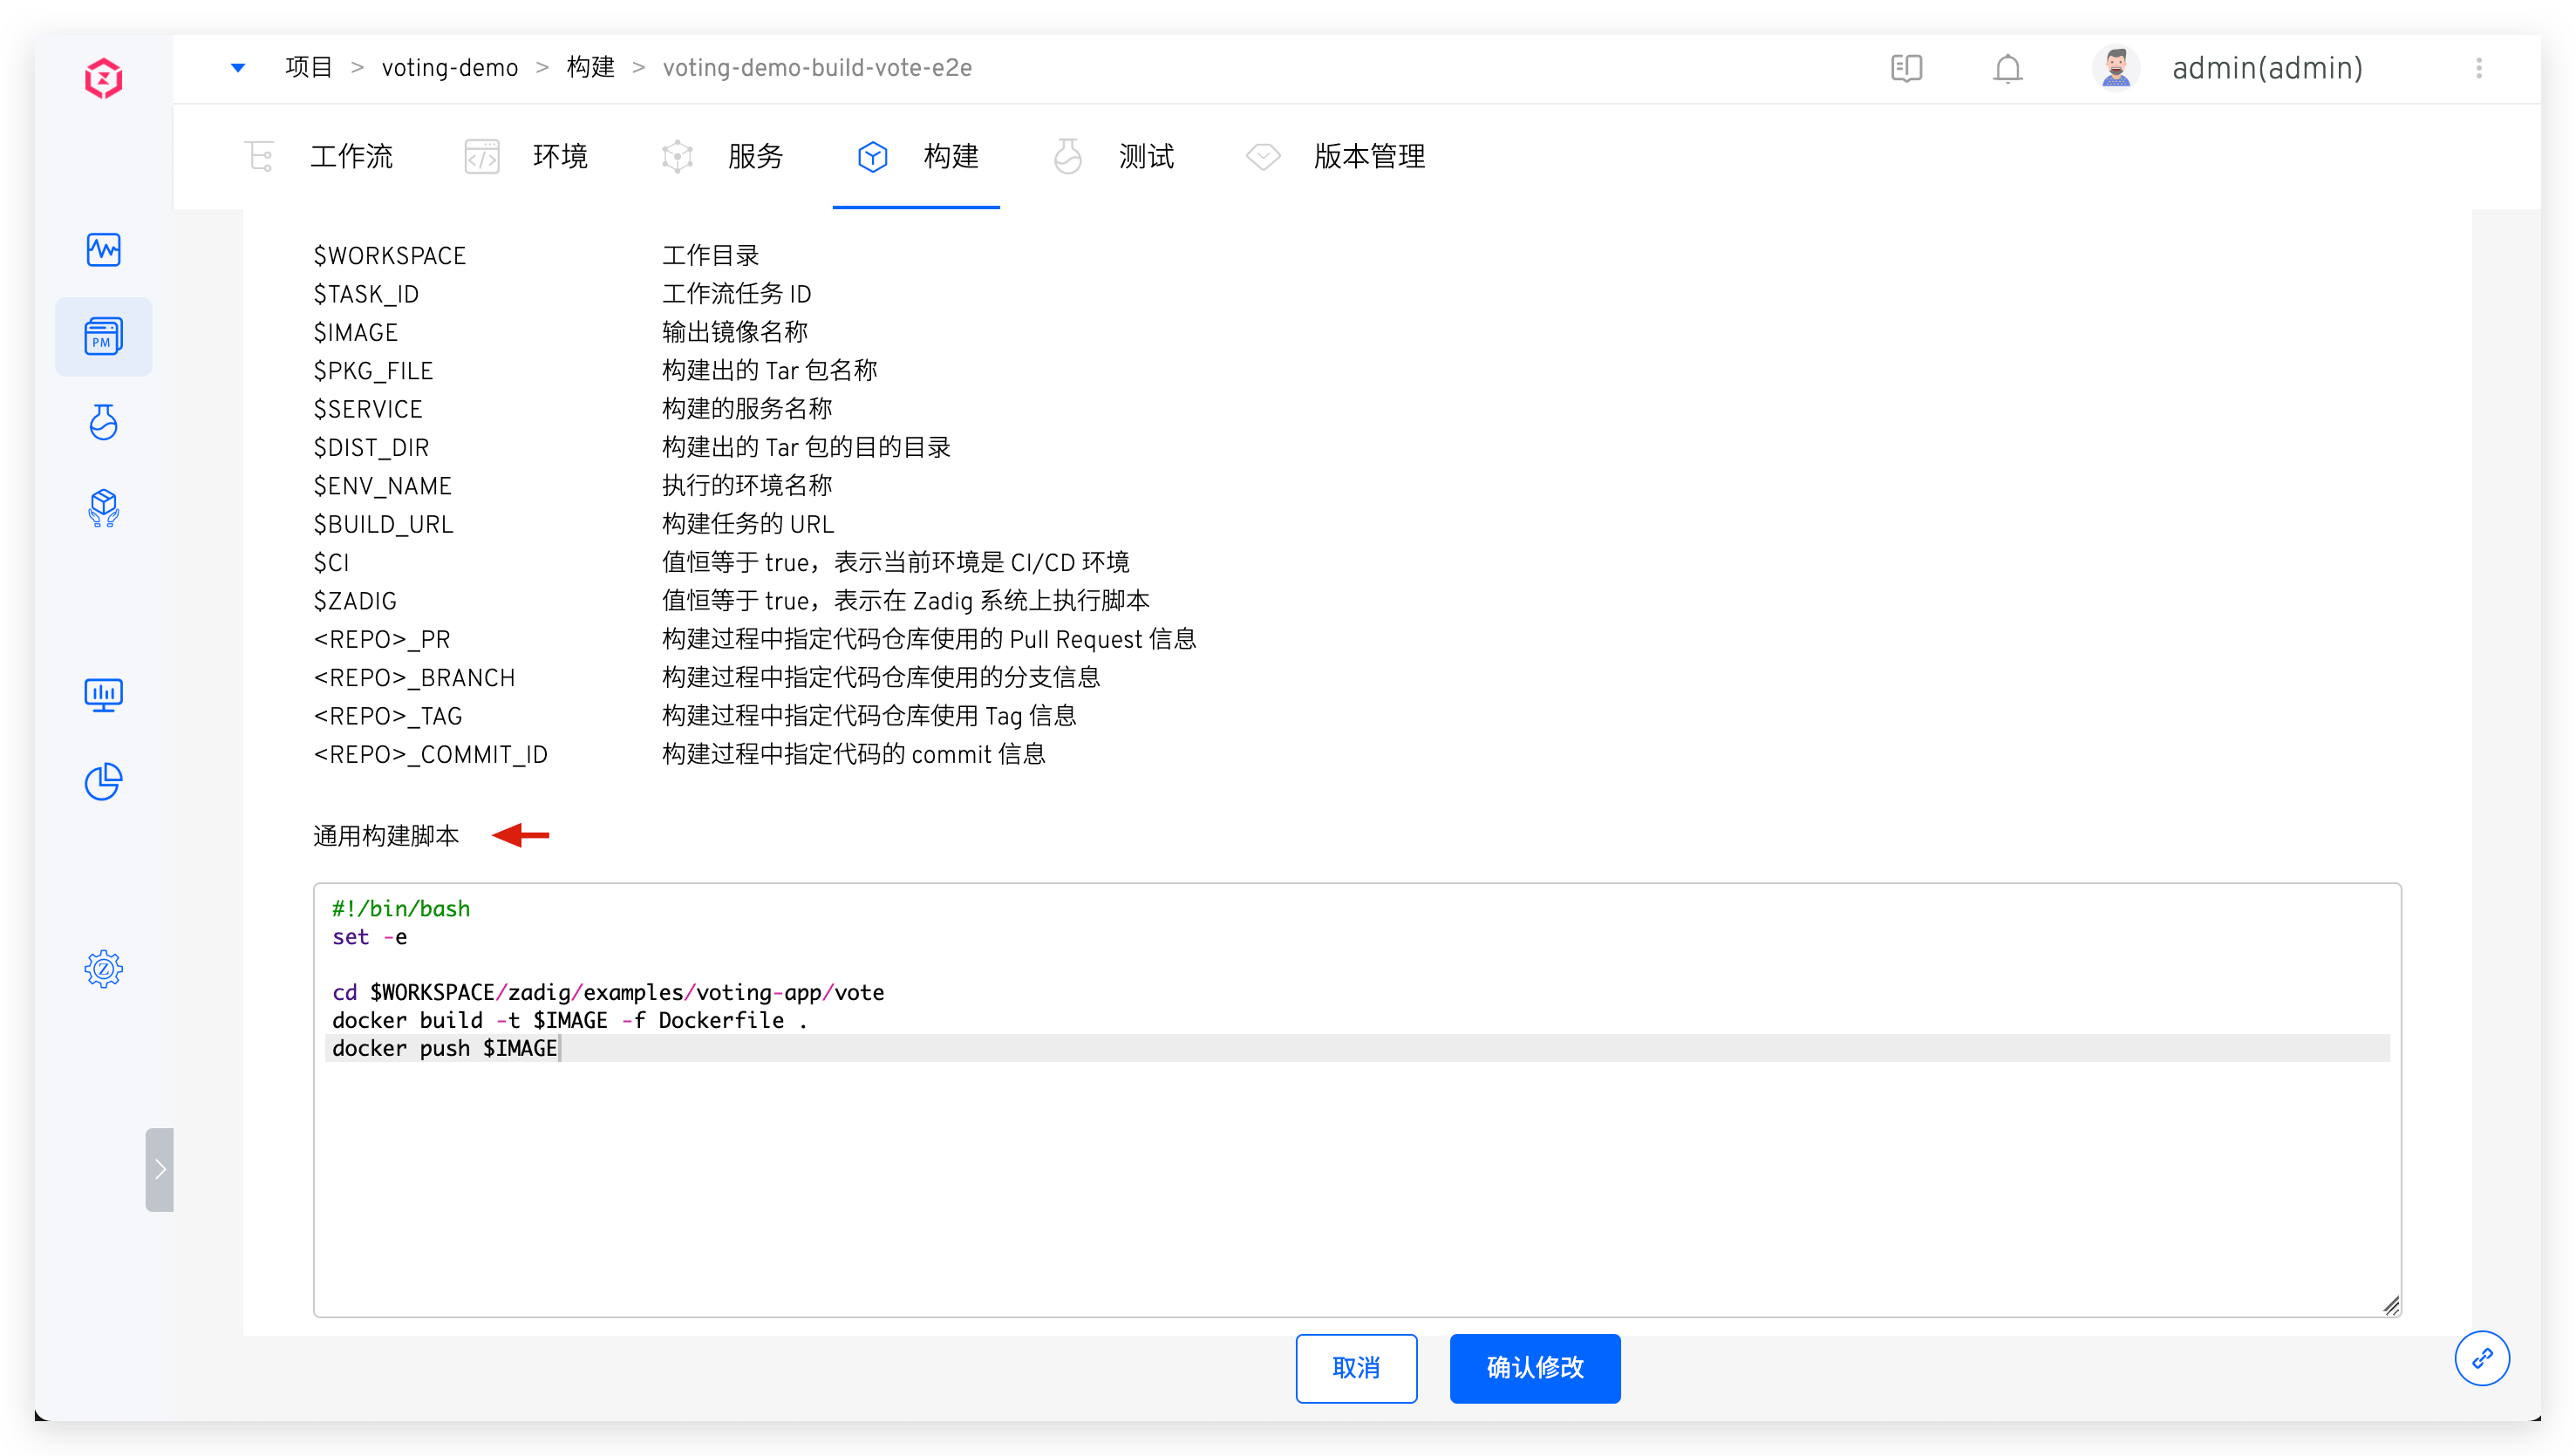 项目 > voting-demo > 构建 > voting-demo-build-vote-e2e
admin(admin)
工作流 环境 服务 构建 测试 版本管理
PM
$WORKSPACE 工作目录
$TASK_ID 工作流任务 ID
$IMAGE 输出镜像名称
$PKG_FILE 构建出的 Tar 包名称
$SERVICE 构建的服务名称
$DIST_DIR 构建出的 Tar 包的目的目录
$ENV_NAME 执行的环境名称
$BUILD_URL 构建任务的 URL
$CI 值恒等于 true，表示当前环境是 CI/CD 环境
$ZADIG 值恒等于 true，表示在 Zadig 系统上执行脚本
<REPO>_PR 构建过程中指定代码仓库使用的 Pull Request 信息
<REPO>_BRANCH 构建过程中指定代码仓库使用的分支信息
<REPO>_TAG 构建过程中指定代码仓库使用 Tag 信息
<REPO>_COMMIT_ID 构建过程中指定代码的 commit 信息
通用构建脚本
#!/bin/bash
set -e
cd $WORKSPACE/zadig/examples/voting-app/vote
docker build -t $IMAGE -f Dockerfile .
docker push $IMAGE
取消 确认修改